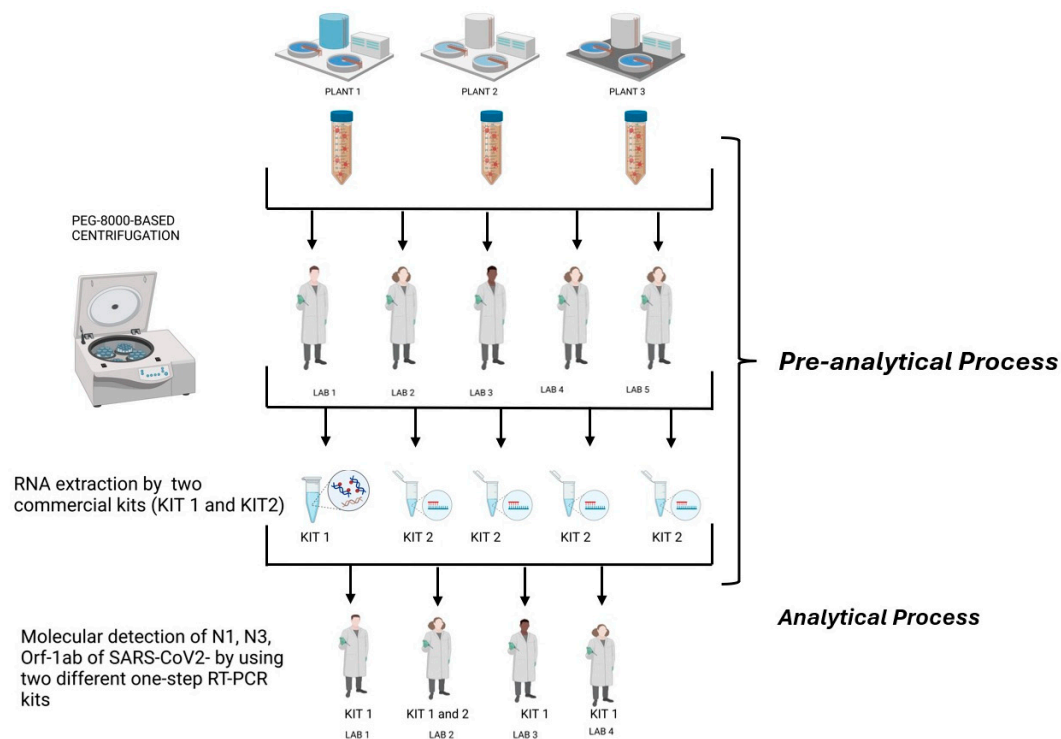 PLANT 1
PLANT 2
PLANT 3
PEG-8000-BASED
CENTRIFUGATION
LAB 1
LAB 2
LAB 3
LAB 4
LAB 5
Pre-analytical Process
RNA extraction by two
commercial kits (KIT 1 and KIT2)
KIT 1
KIT 2
KIT 2
KIT 2
KIT 2
Analytical Process
Molecular detection of N1, N3,
Orf-1ab of SARS-CoV2- by using
two different one-step RT-PCR
kits
KIT 1
KIT 1 and 2
KIT 1
KIT 1
LAB 1
LAB 2
LAB 3
LAB 4